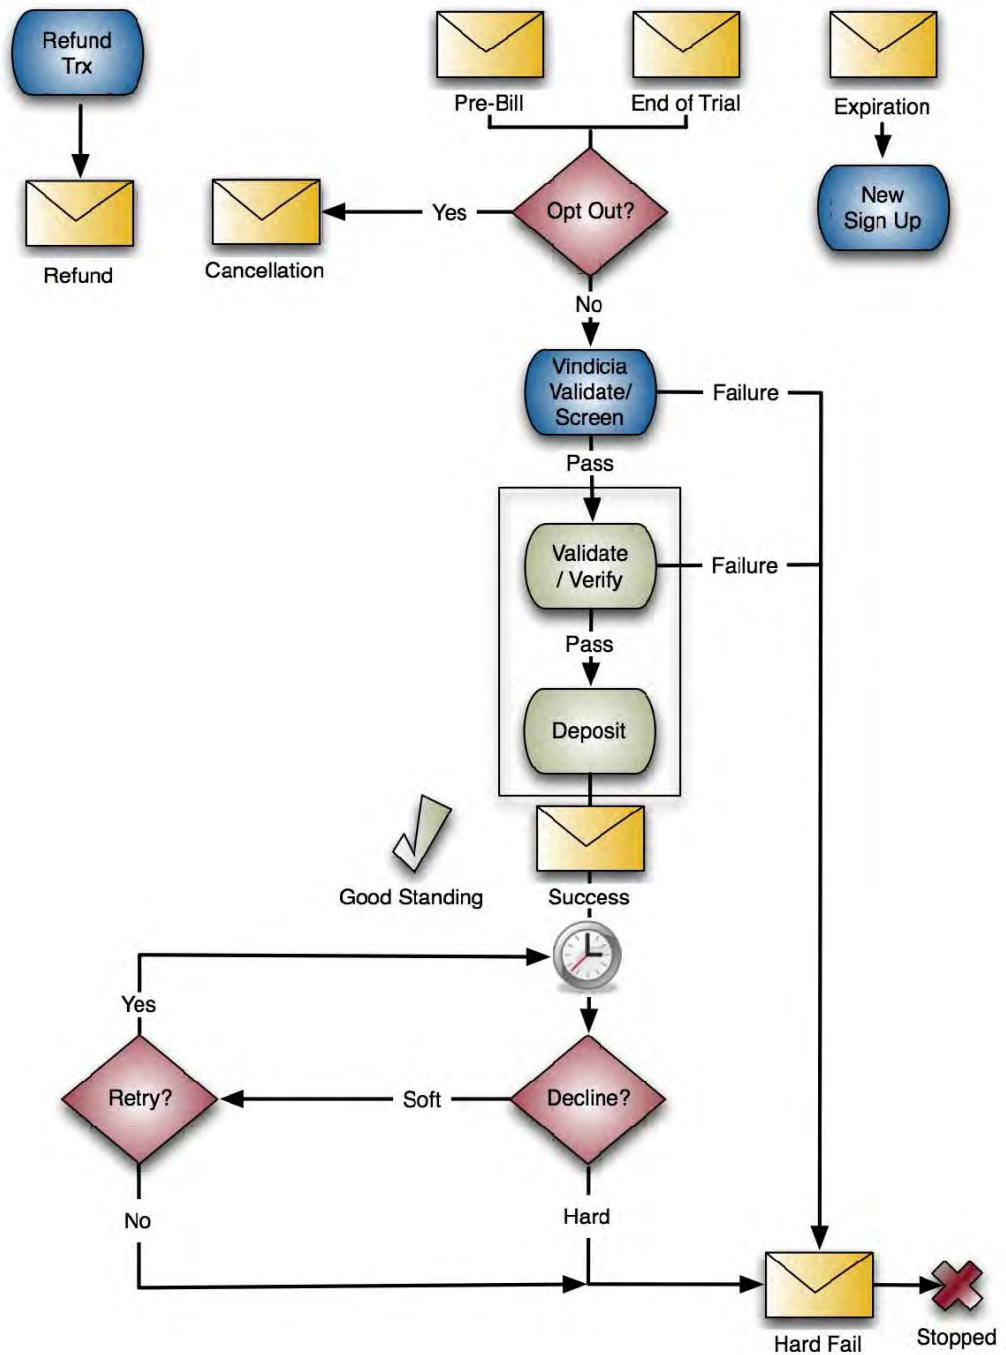 Refund
Trx
Pre-Bill
End of Trial
Expiration
New
Sign Up
Opt Out?
Yes
Refund
Cancellation
No
Vindicia
Validate/
Screen
Failure
Pass
Validate
/ Verify
Failure
Pass
Deposit
Good Standing
Success
Yes
Retry?
Soft
Decline?
No
Hard
Hard Fail
Stopped